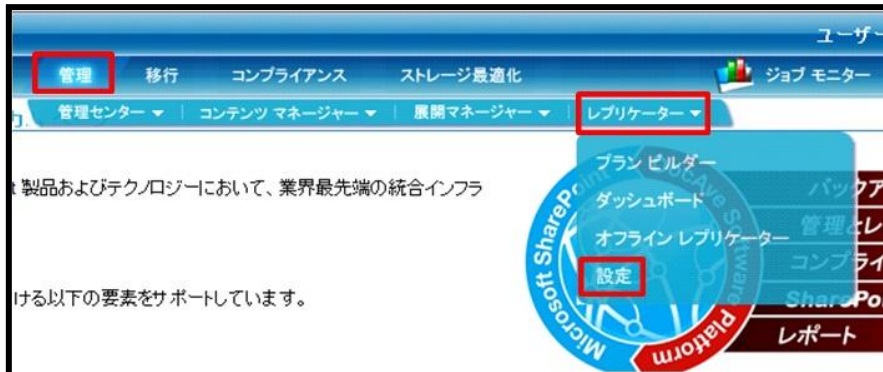 ユーザー
管理 移行 コンプライアンス ストレージ最適化 ジョブ モニター
管理センター コンテンツ マネージャー 展開マネージャー レプリケーター
プラン ビルダー
製品およびテクノロジーにおいて、業界最先端の統合インフラ
ダッシュボード
オフライン レプリケーター
設定
ける以下の要素をサポートしています。
Microsoft SharePoint
Software Platform
バックア
管理とレ
コンプライ
SharePo
レポート